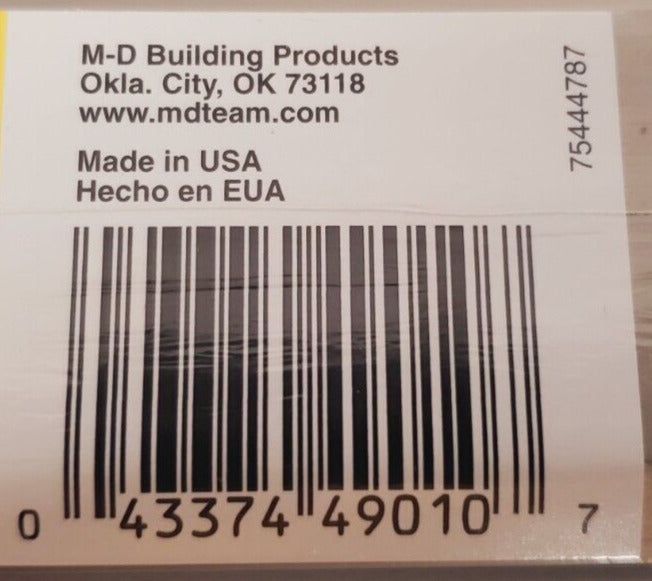 M-D Building Products
Okla. City, OK 73118
www.mdteam.com
Made in USA
Hecho en EUA
75444787
0 43374 49010 7